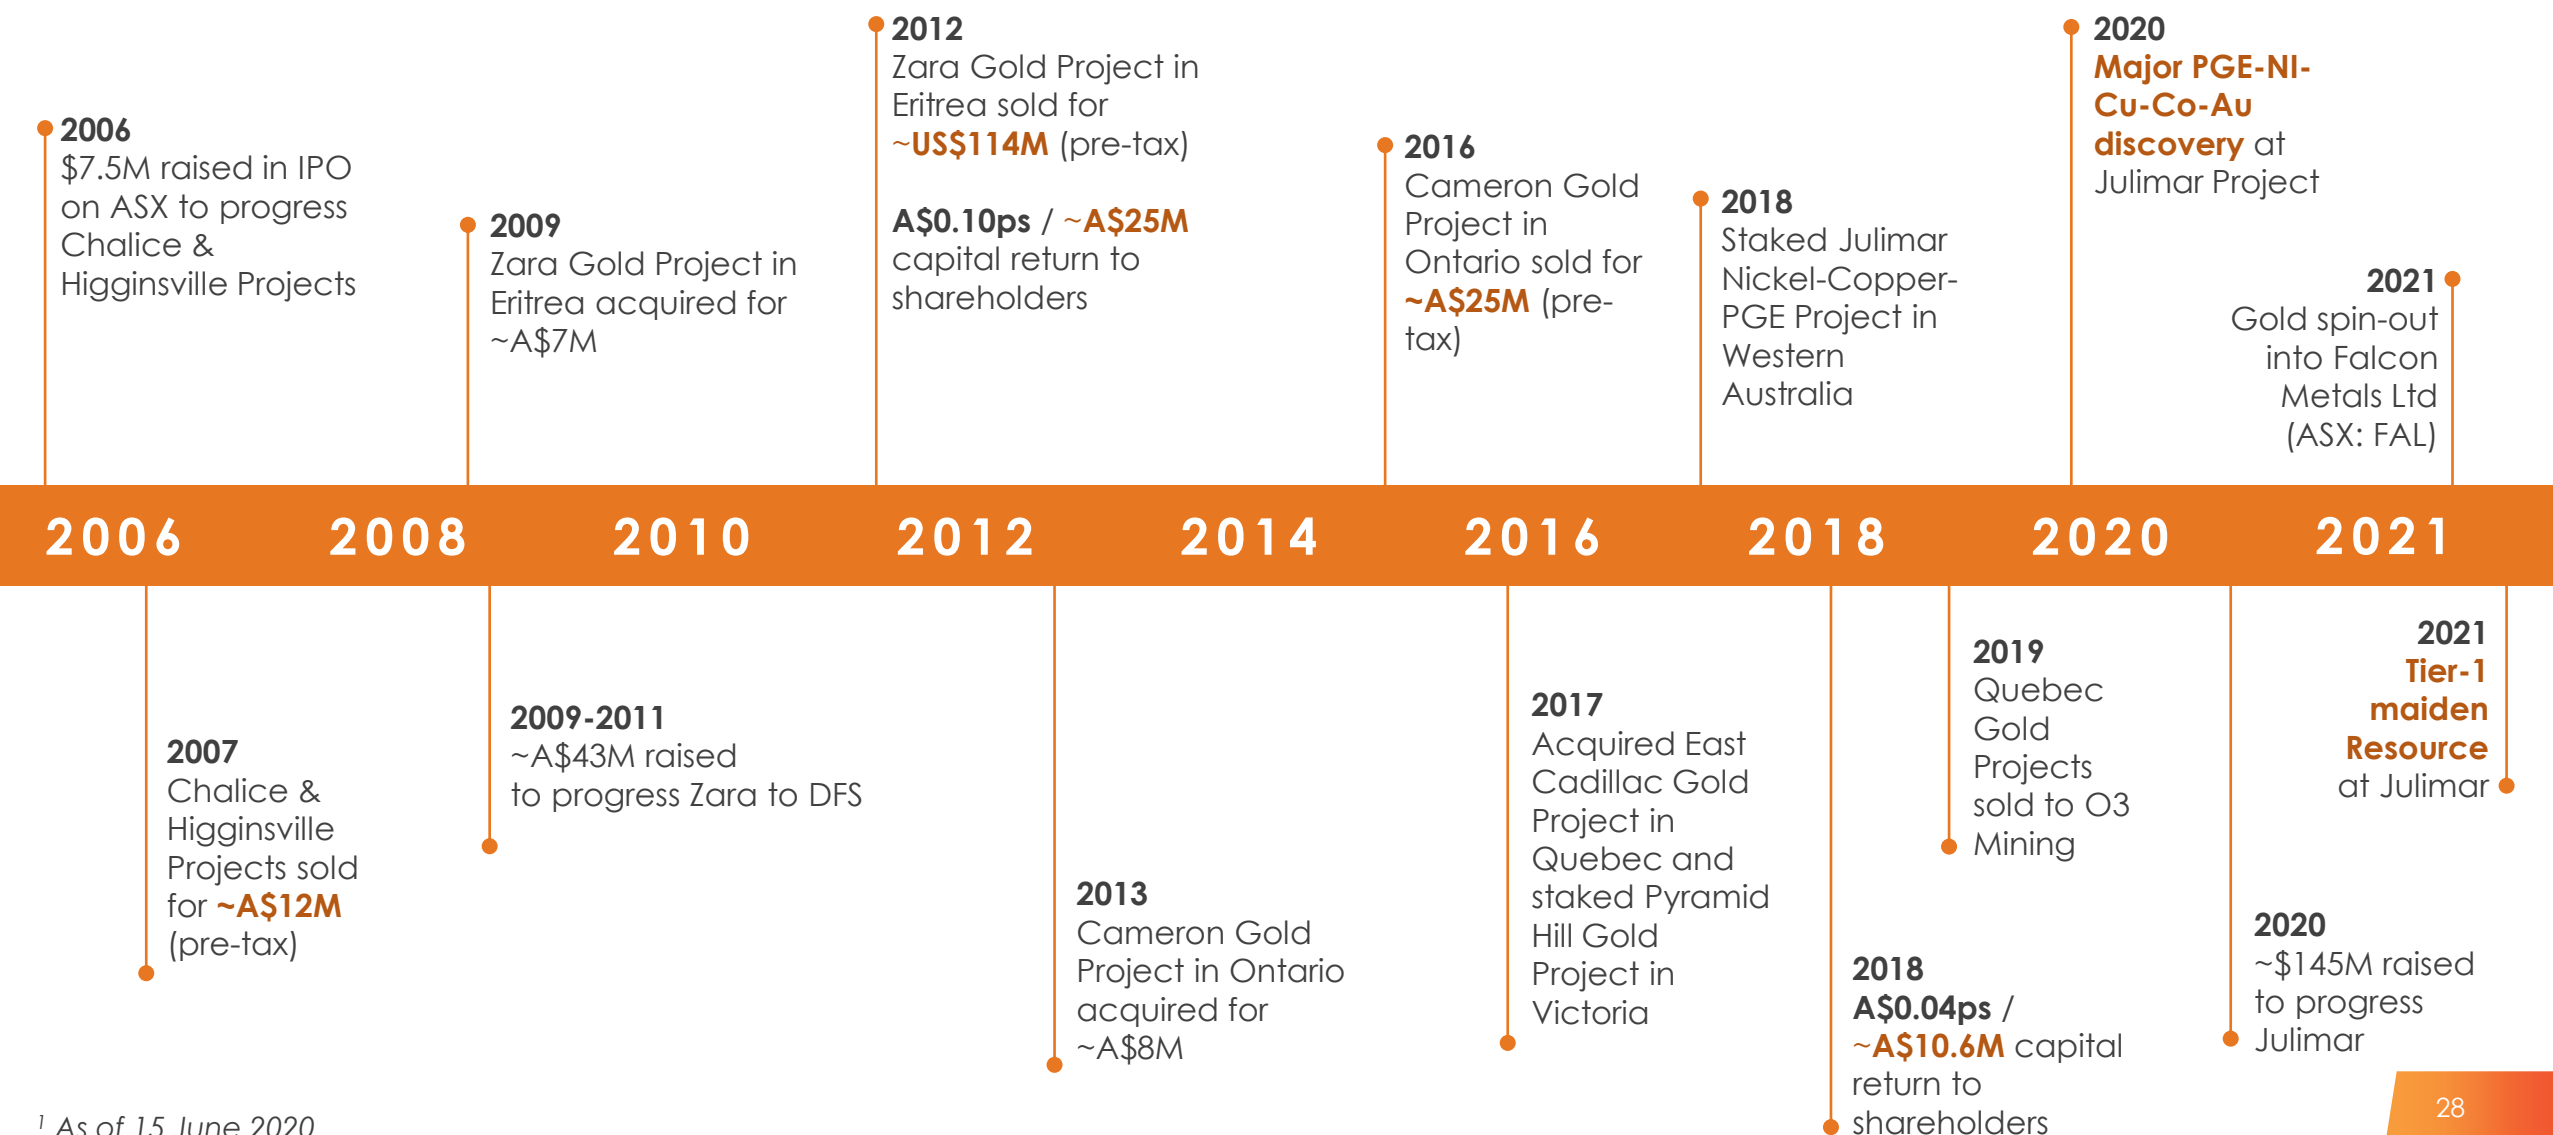 2006
$7.5M raised in IPO
on ASX to progress
Chalice &
Higginsville Projects
2009
Zara Gold Project in
Eritrea acquired for
~A$7M
2012
Zara Gold Project in
Eritrea sold for
~US$114M (pre-tax)
A$0.10ps / ~A$25M
capital return to
shareholders
2016
Cameron Gold
Project in
Ontario sold for
~A$25M (pre-
tax)
2018
Staked Julimar
Nickel-Copper-
PGE Project in
Western
Australia
2020
Major PGE-NI-
Cu-Co-Au
discovery at
Julimar Project
2021
Gold spin-out
into Falcon
Metals Ltd
(ASX: FAL)
2006 2008 2010 2012 2014 2016 2018 2020 2021
2007
Chalice &
Higginsville
Projects sold
for ~A$12M
(pre-tax)
2009-2011
~A$43M raised
to progress Zara to DFS
2013
Cameron Gold
Project in Ontario
acquired for
~A$8M
2017
Acquired East
Cadillac Gold
Project in
Quebec and
staked Pyramid
Hill Gold
Project in
Victoria
2018
A$0.04ps /
~A$10.6M capital
return to
shareholders
2019
Quebec
Gold
Projects
sold to O3
Mining
2020
~$145M raised
to progress
Julimar
2021
Tier-1
maiden
Resource
at Julimar
1 As of 15 June 2020
28